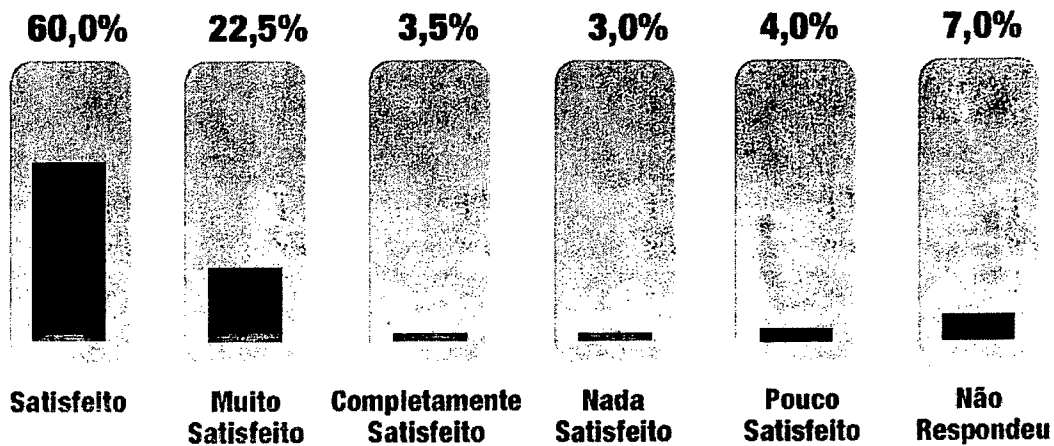 60,0% 22,5% 3,5% 3,0% 4,0% 7,0%
Satisfeito Muito Satisfeito Completamente Satisfeito Nada Satisfeito Pouco Satisfeito Não Respondeu